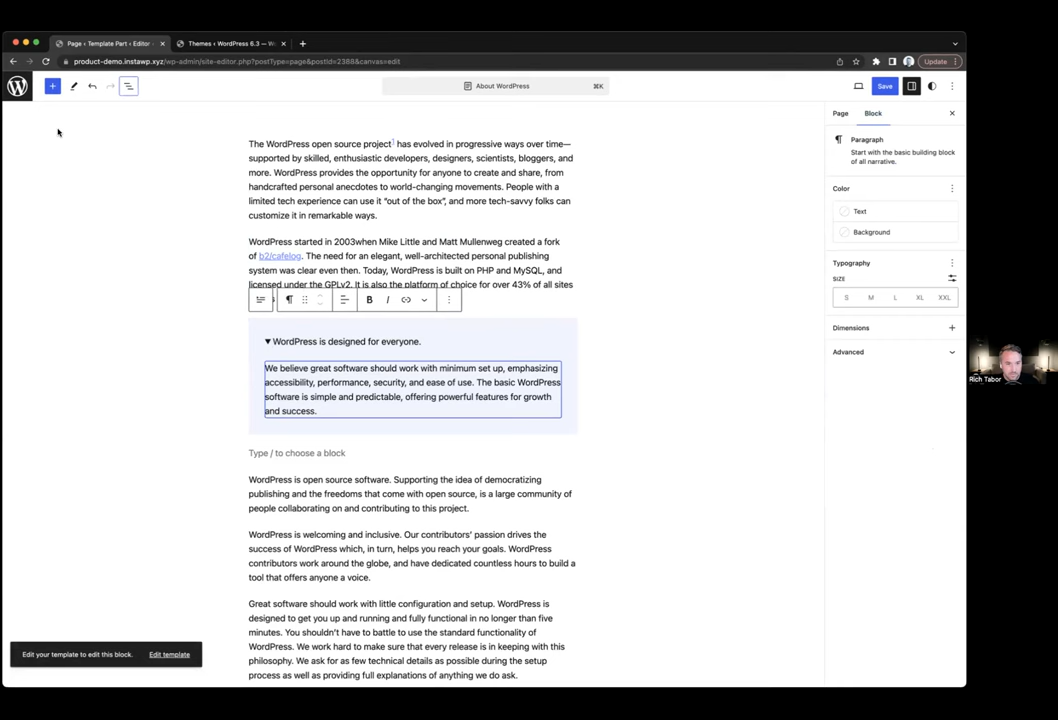 Page ‹ Template Part ‹ Editor
Themes ‹ WordPress 6.3 —
product-demo.instawp.xyz/wp-admin/site-editor.php?postType=page&postId=2388&canvas=edit
Update
About WordPress
⌘K
Save
The WordPress open source project¹ has evolved in progressive ways over time—
supported by skilled, enthusiastic developers, designers, scientists, bloggers, and
more. WordPress provides the opportunity for anyone to create and share, from
handcrafted personal anecdotes to world-changing movements. People with a
limited tech experience can use it “out of the box”, and more tech-savvy folks can
customize it in remarkable ways.
WordPress started in 2003when Mike Little and Matt Mullenweg created a fork
of b2/cafelog. The need for an elegant, well-architected personal publishing
system was clear even then. Today, WordPress is built on PHP and MySQL, and
licensed under the GPLv2. It is also the platform of choice for over 43% of all sites
B I
▼ WordPress is designed for everyone.
We believe great software should work with minimum set up, emphasizing
accessibility, performance, security, and ease of use. The basic WordPress
software is simple and predictable, offering powerful features for growth
and success.
Type / to choose a block
WordPress is open source software. Supporting the idea of democratizing
publishing and the freedoms that come with open source, is a large community of
people collaborating on and contributing to this project.
WordPress is welcoming and inclusive. Our contributors’ passion drives the
success of WordPress which, in turn, helps you reach your goals. WordPress
contributors work around the globe, and have dedicated countless hours to build a
tool that offers anyone a voice.
Great software should work with little configuration and setup. WordPress is
designed to get you up and running and fully functional in no longer than five
minutes. You shouldn’t have to battle to use the standard functionality of
WordPress. We work hard to make sure that every release is in keeping with this
philosophy. We ask for as few technical details as possible during the setup
process as well as providing full explanations of anything we do ask.
Edit your template to edit this block. Edit template
Page Block
Paragraph
Start with the basic building block
of all narrative.
Color
Text
Background
Typography
SIZE
S M L XL XXL
Dimensions
Advanced
Rich Tabor